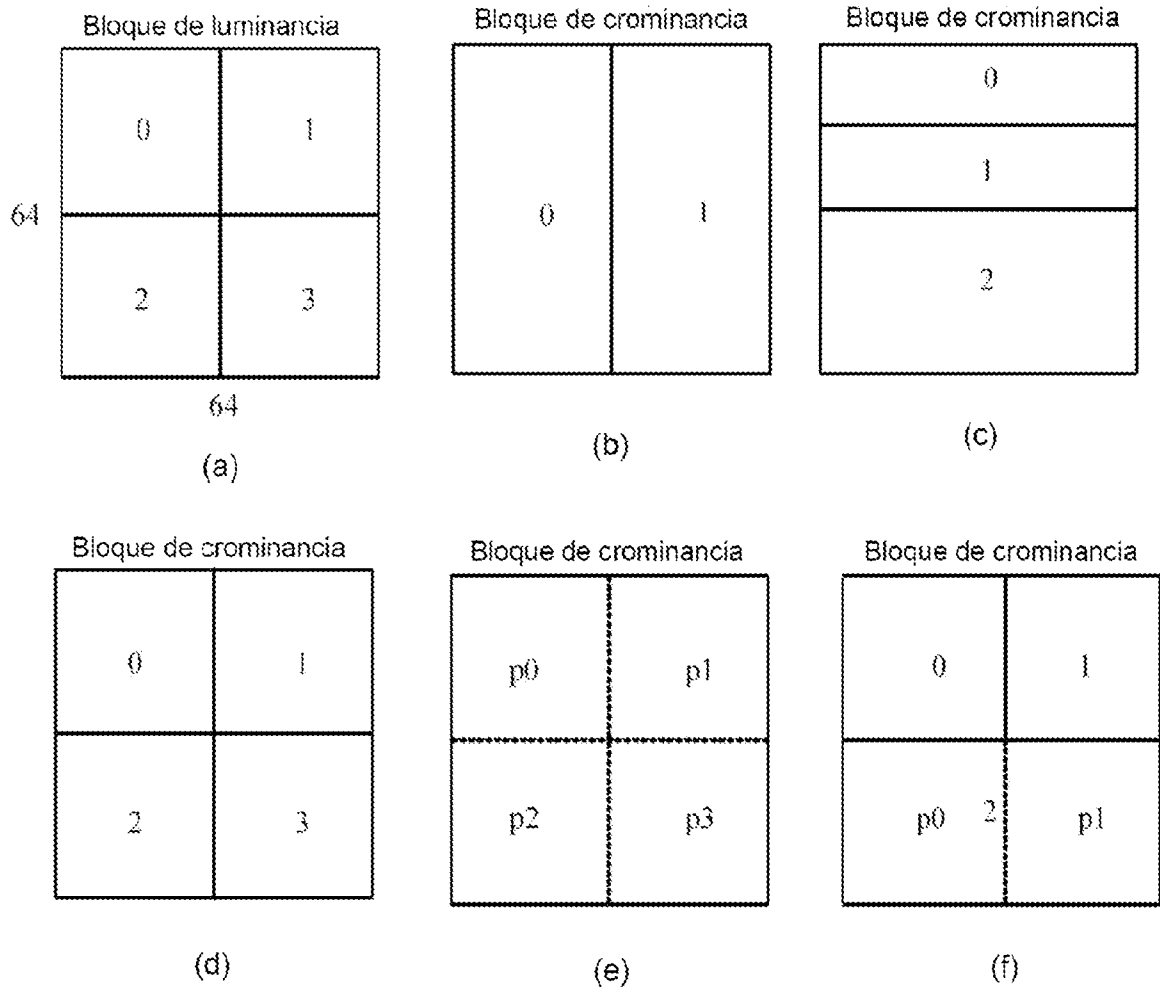 Bloque de luminancia
0 1
64
2 3
64
(a)
Bloque de crominancia
0 1
(b)
Bloque de crominancia
0
1
2
(c)
Bloque de crominancia
0 1
2 3
(d)
Bloque de crominancia
p0 p1
p2 p3
(e)
Bloque de crominancia
0 1
p0 2 p1
(f)